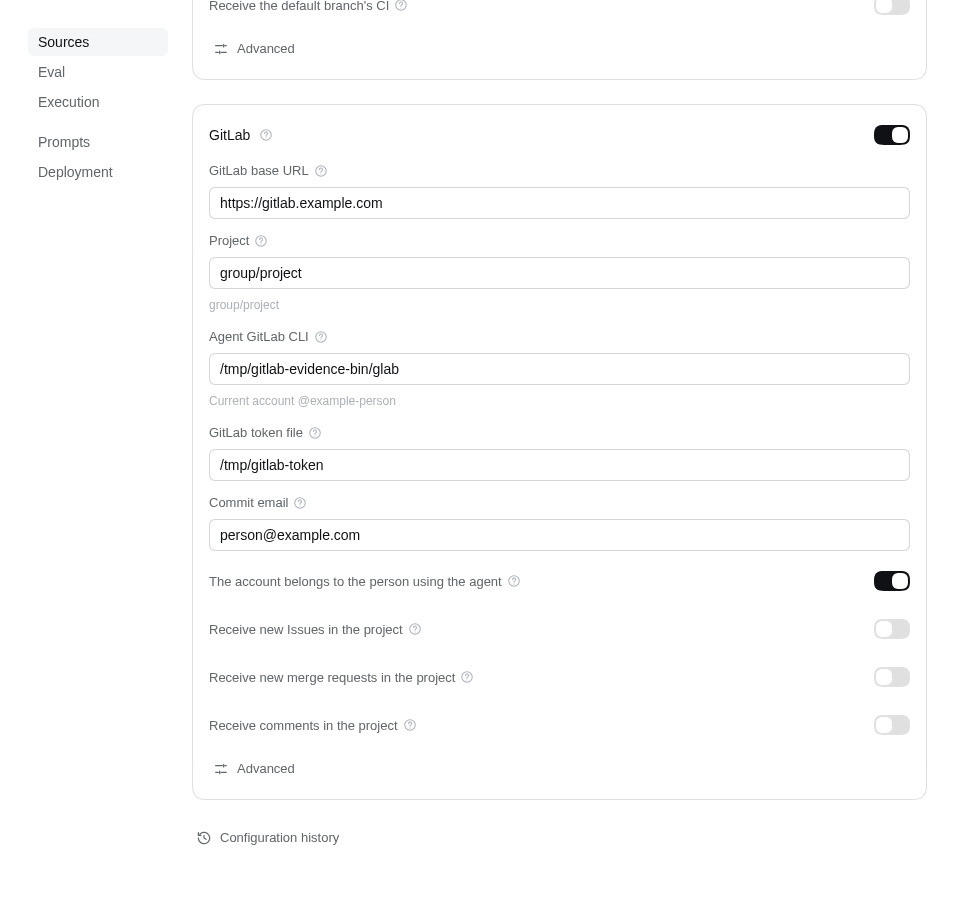 Sources
Eval
Execution
Prompts
Deployment
Receive the default branch's CI
Advanced
GitLab
GitLab base URL
https://gitlab.example.com
Project
group/project
group/project
Agent GitLab CLI
/tmp/gitlab-evidence-bin/glab
Current account @example-person
GitLab token file
/tmp/gitlab-token
Commit email
person@example.com
The account belongs to the person using the agent
Receive new Issues in the project
Receive new merge requests in the project
Receive comments in the project
Advanced
Configuration history